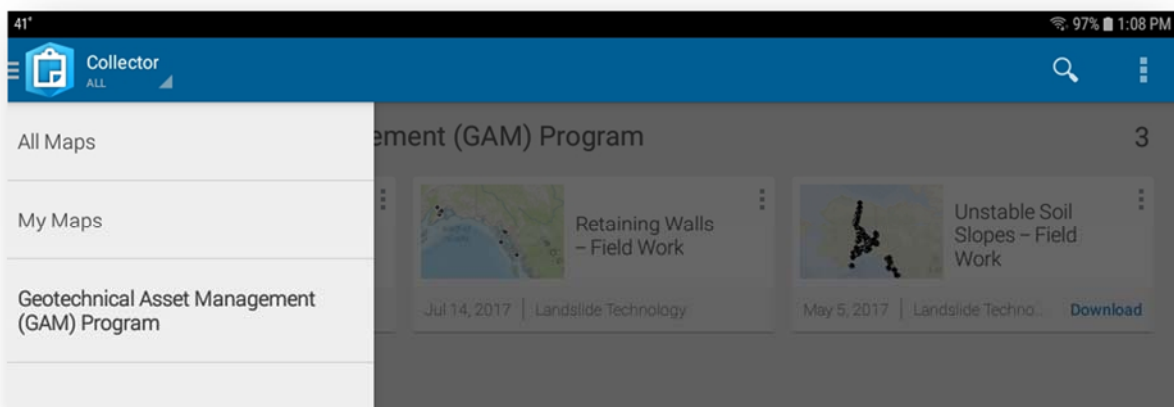 41°
97% 1:08 PM
Collector
ALL
All Maps
My Maps
Geotechnical Asset Management
(GAM) Program
ement (GAM) Program
3
Retaining Walls
– Field Work
Jul 14, 2017 | Landslide Technology
Unstable Soil
Slopes – Field
Work
May 5, 2017 | Landslide Techno... Download